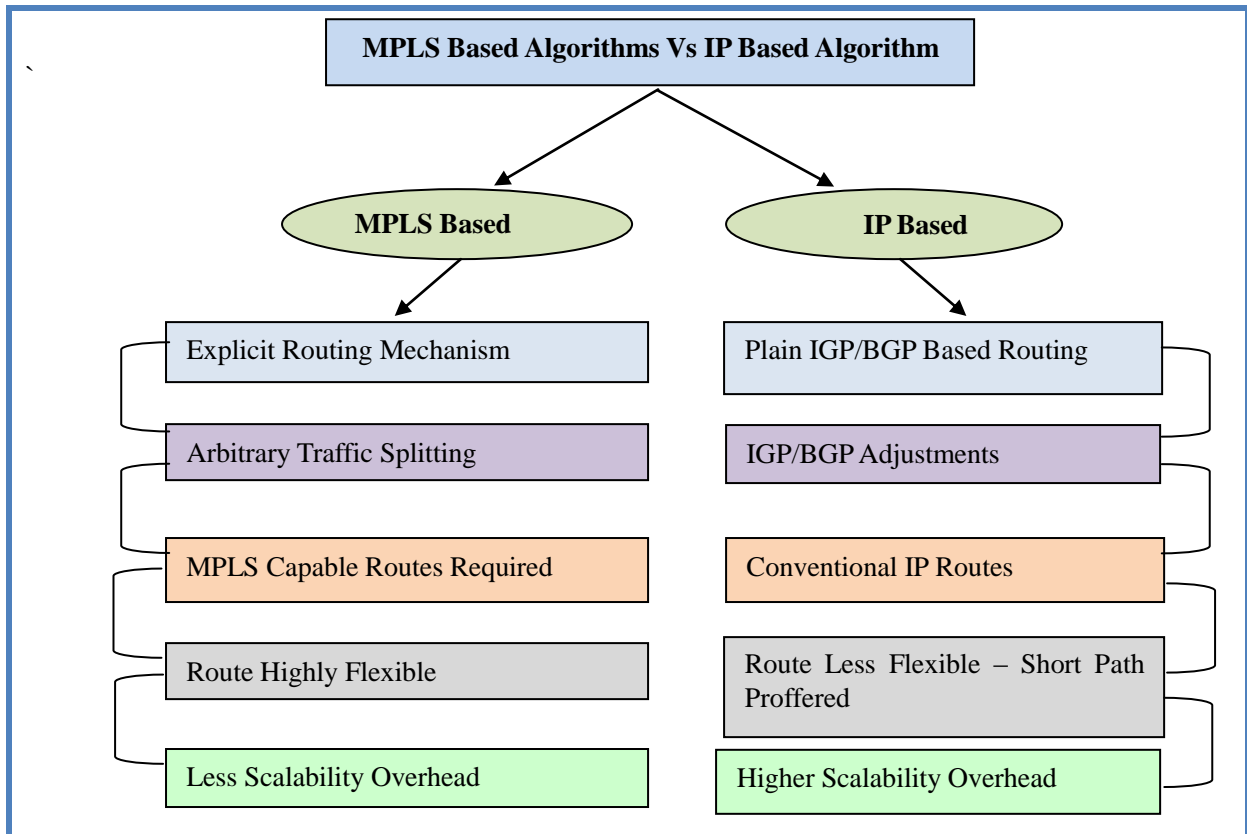 MPLS Based Algorithms Vs IP Based Algorithm
`
MPLS Based
IP Based
Explicit Routing Mechanism
Plain IGP/BGP Based Routing
Arbitrary Traffic Splitting
IGP/BGP Adjustments
MPLS Capable Routes Required
Conventional IP Routes
Route Highly Flexible
Route Less Flexible – Short Path
Proffered
Less Scalability Overhead
Higher Scalability Overhead